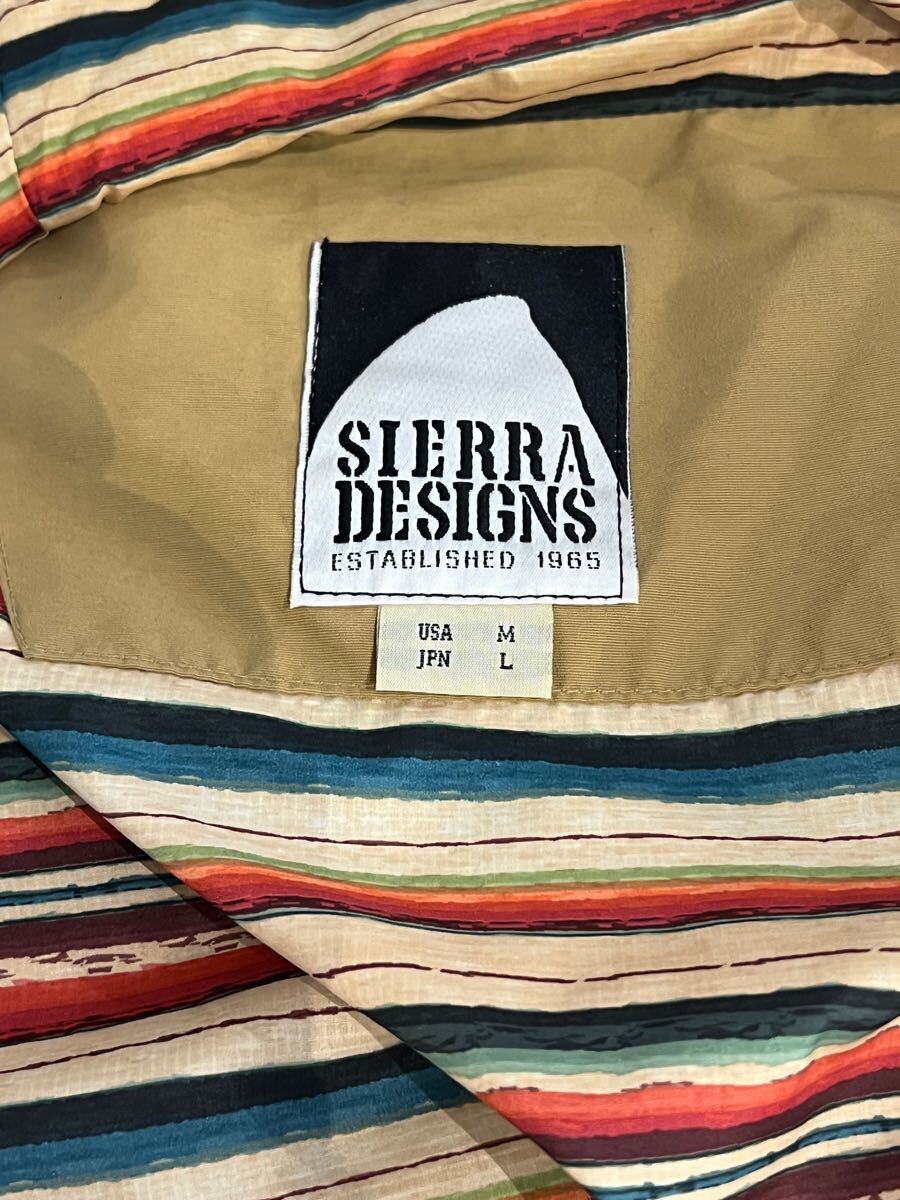 SIERRA
DESIGNS
ESTABLISHED 1965
USA M
JPN L